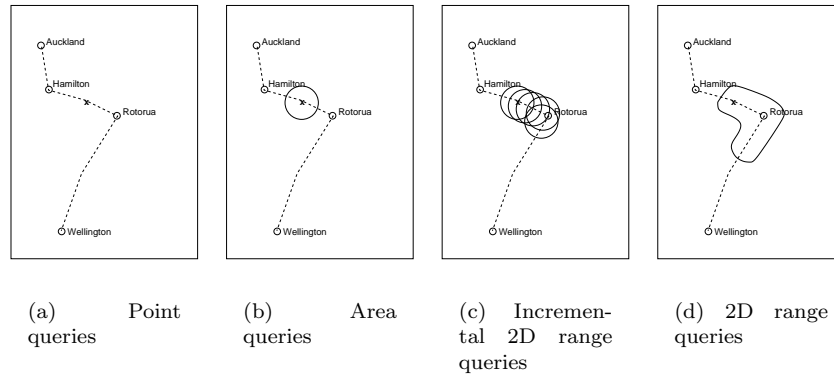 Auckland
Hamilton
x
Rotorua
Wellington
Auckland
Hamilton
x
Rotorua
Wellington
Auckland
Hamilton
x
Rotorua
Wellington
Auckland
Hamilton
x
Rotorua
Wellington
(a) Point
queries
(b) Area
queries
(c) Incremen-
tal 2D range
queries
(d) 2D range
queries